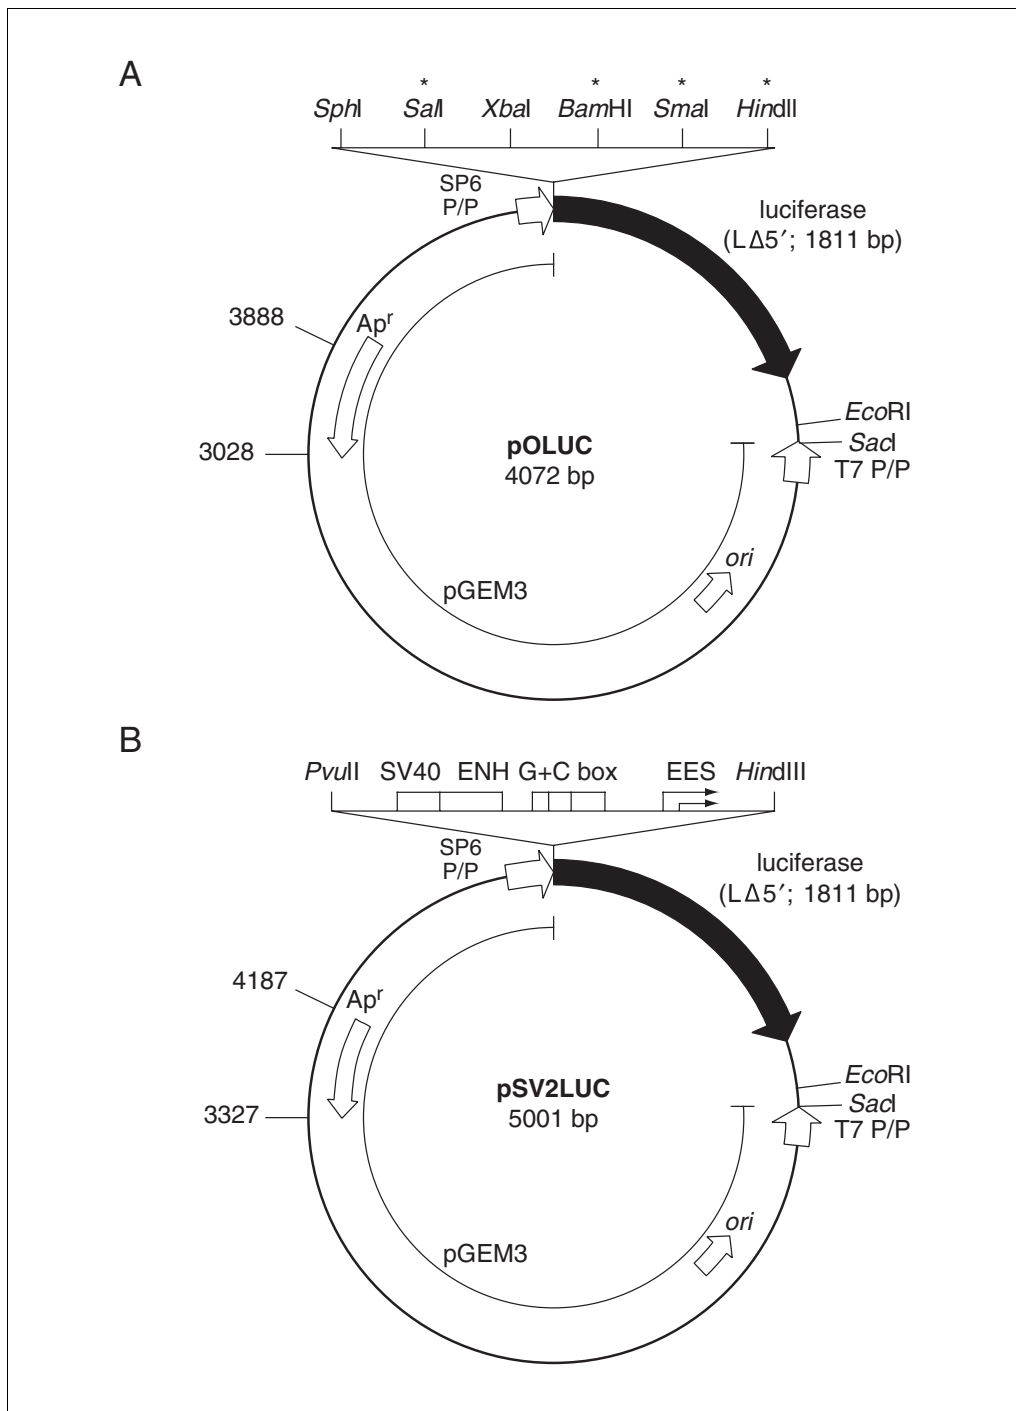 A
* * * *
SphI SalI XbaI BamHI SmaI HindII
SP6
P/P
luciferase
(LΔ5′; 1811 bp)
3888
Apr
EcoRI
3028
pOLUC
SacI
4072 bp
T7 P/P
ori
pGEM3
B
PvuII SV40 ENH G+C box EES HindIII
SP6
P/P
luciferase
(LΔ5′; 1811 bp)
4187
Apr
EcoRI
3327
pSV2LUC
SacI
5001 bp
T7 P/P
ori
pGEM3